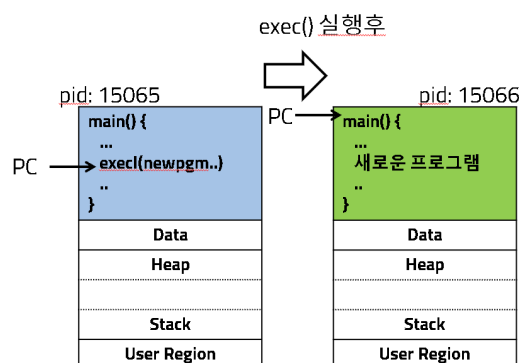 exec() 실행후
pid: 15065
main() {
...
execl(newpgm..)
..
}
PC
Data
Heap
Stack
User Region
pid: 15066
PC
main() {
...
새로운 프로그램
..
}
Data
Heap
Stack
User Region